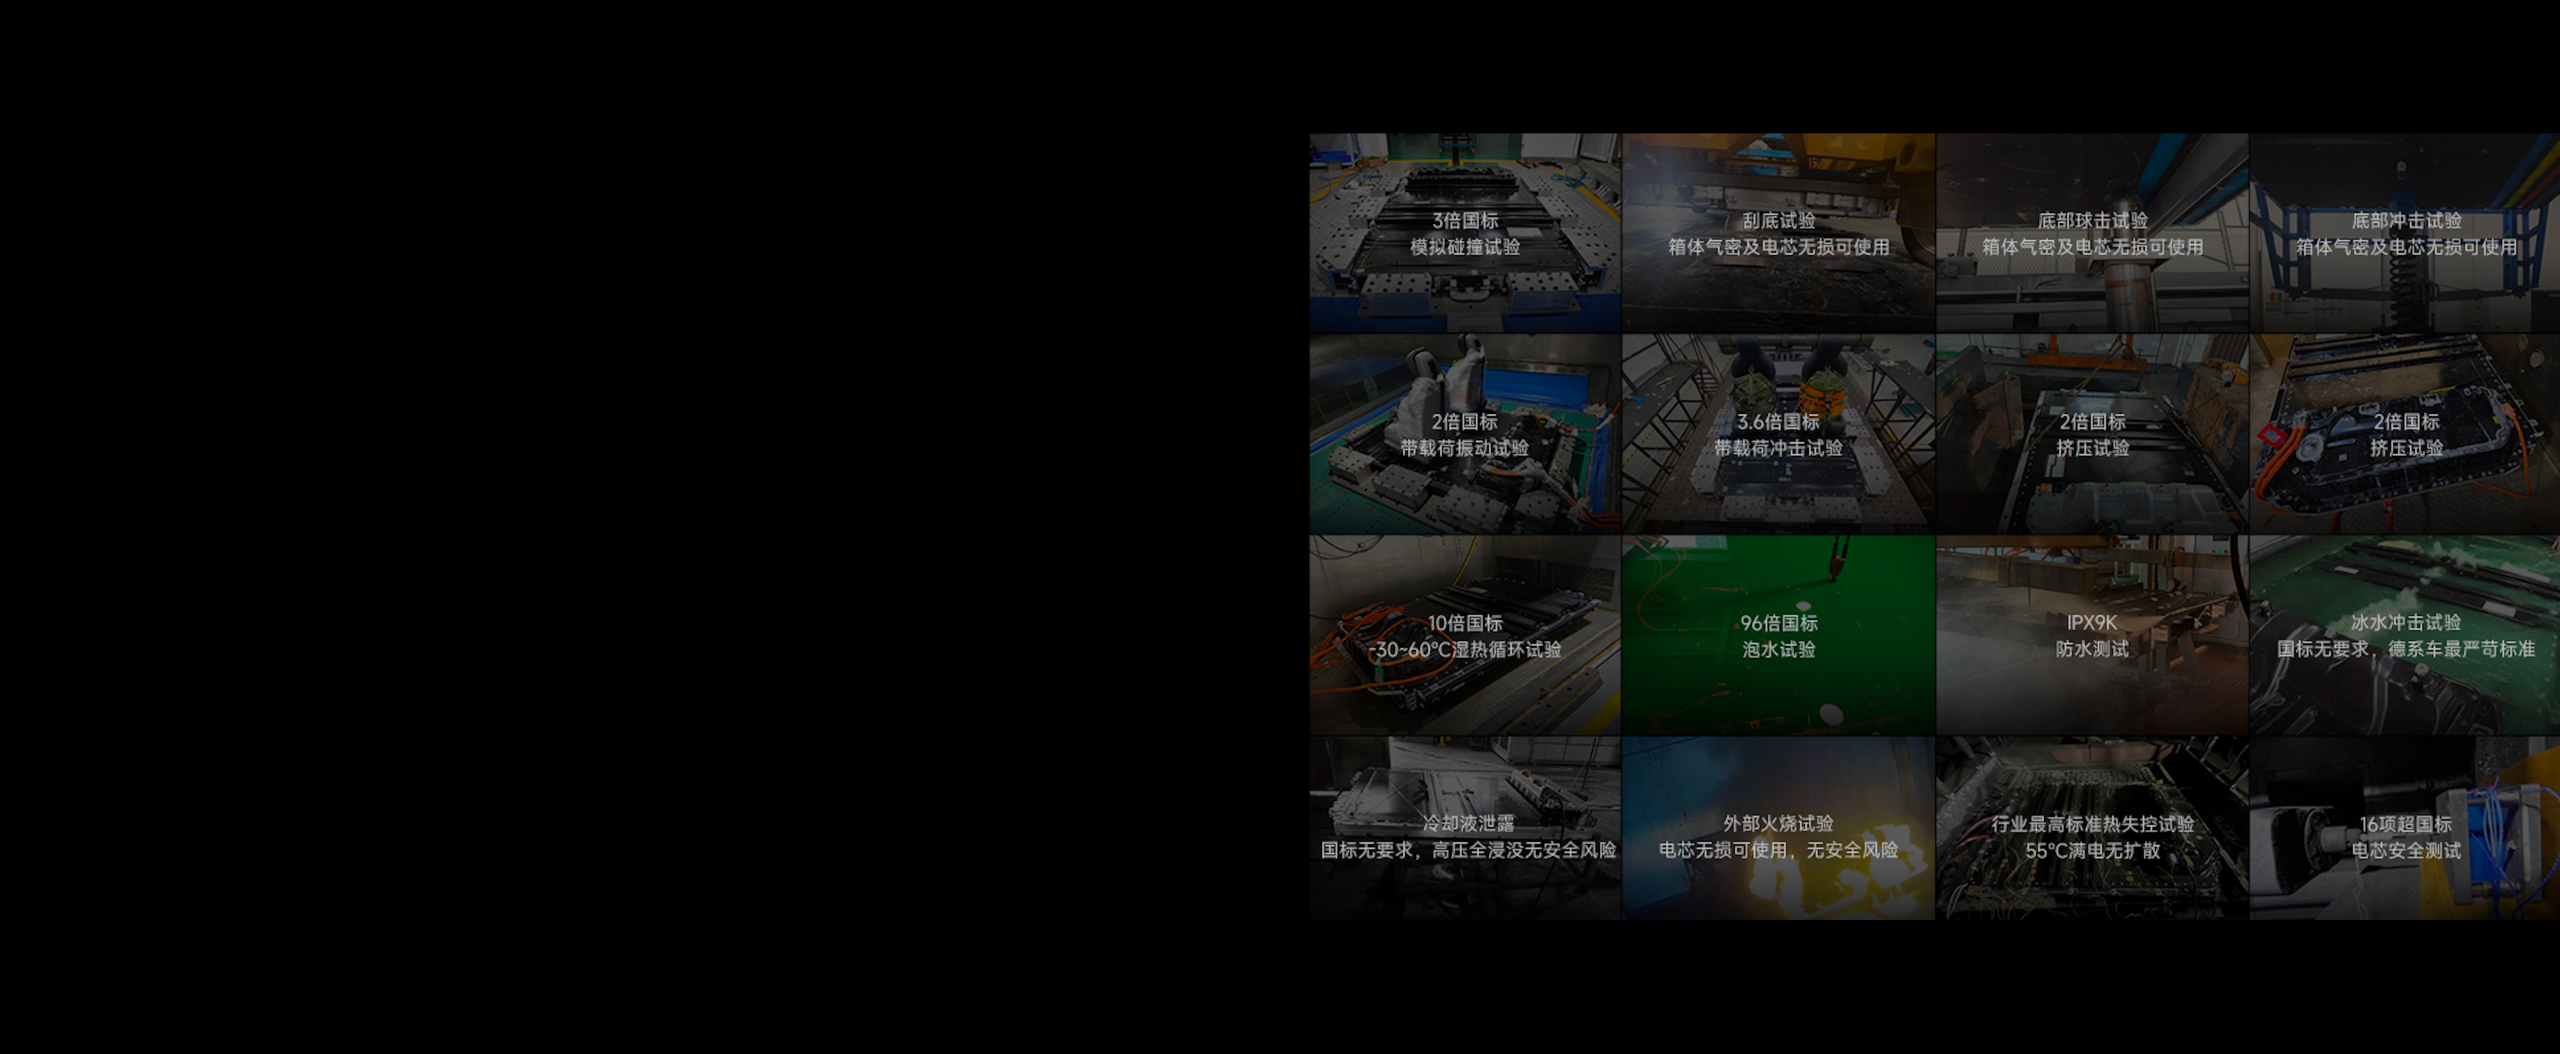 3倍国标
模拟碰撞试验
刮底试验
箱体气密及电芯无损可使用
底部球击试验
箱体气密及电芯无损可使用
底部冲击试验
箱体气密及电芯无损可使用
2倍国标
带载荷振动试验
3.6倍国标
带载荷冲击试验
2倍国标
挤压试验
2倍国标
挤压试验
10倍国标
-30~60°C湿热循环试验
96倍国标
泡水试验
IPX9K
防水测试
冰水冲击试验
国标无要求，德系车最严苛标准
冷却液泄露
国标无要求，高压全浸没无安全风险
外部火烧试验
电芯无损可使用，无安全风险
行业最高标准热失控试验
55°C满电无扩散
16项超国标
电芯安全测试